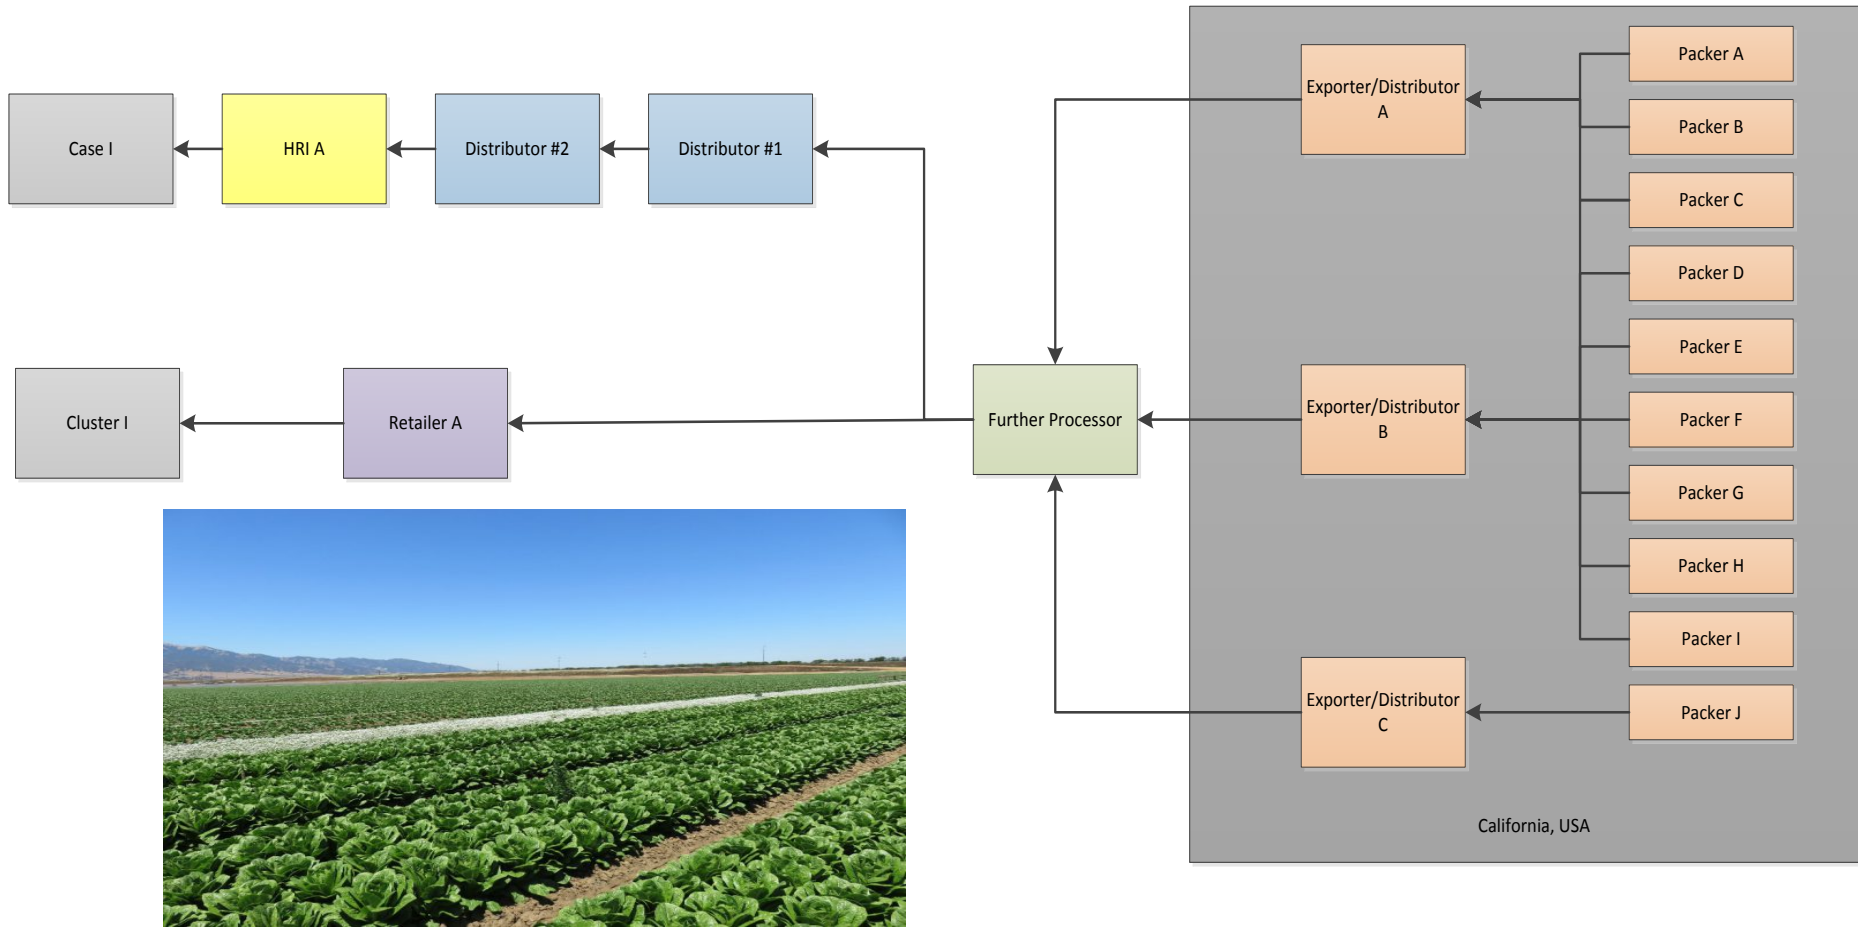 Case I
HRI A
Distributor #2
Distributor #1
Cluster I
Retailer A
Further Processor
Exporter/Distributor
A
Exporter/Distributor
B
Exporter/Distributor
C
Packer A
Packer B
Packer C
Packer D
Packer E
Packer F
Packer G
Packer H
Packer I
Packer J
California, USA